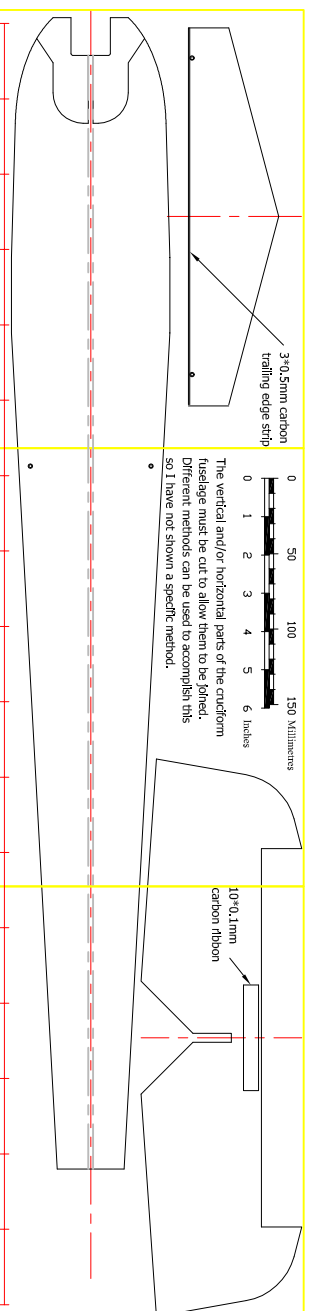 3*0.5mm carbon
trailing edge strip
0 50 100 150 Millimetres
0 1 2 3 4 5 6 Inches
The vertical and/or horizontal parts of the cruciform
fuselage must be cut to allow them to be joined.
Different methods can be used to accomplish this
so I have not shown a specific method.
10*0.1mm
carbon ribbon